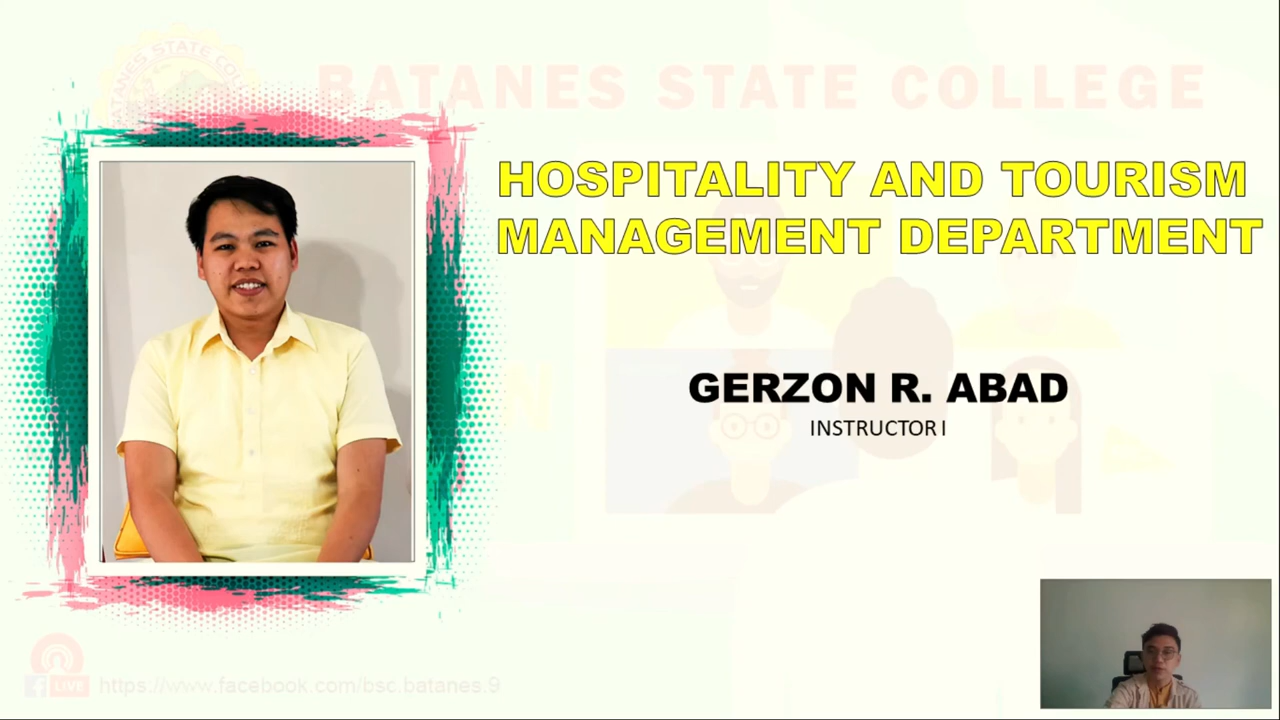 BATANES STATE COLLEGE
HOSPITALITY AND TOURISM
MANAGEMENT DEPARTMENT
GERZON R. ABAD
INSTRUCTOR I
LIVE
https://www.facebook.com/bsc.batanes.9